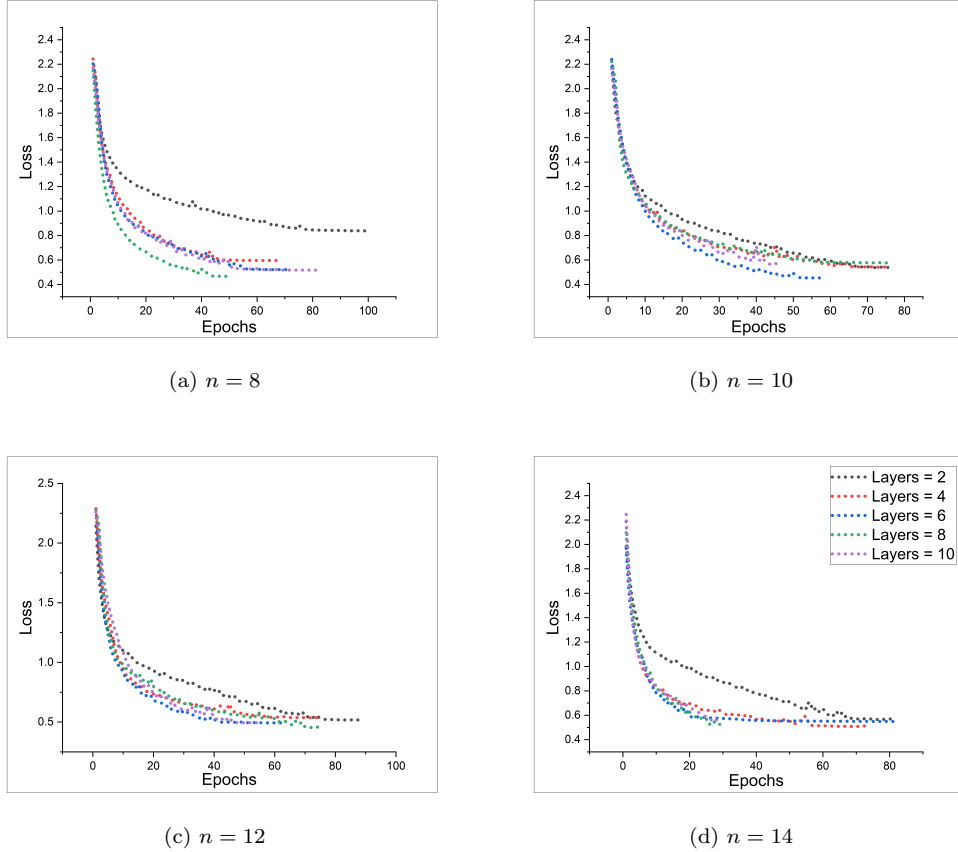 2.4
2.2
2.0
1.8
1.6
1.4
1.2
1.0
0.8
0.6
0.4
Loss
0 20 40 60 80 100
Epochs
(a) n = 8
2.4
2.2
2.0
1.8
1.6
1.4
1.2
1.0
0.8
0.6
0.4
Loss
0 10 20 30 40 50 60 70 80
Epochs
(b) n = 10
2.5
2.0
1.5
1.0
0.5
Loss
0 20 40 60 80 100
Epochs
(c) n = 12
2.4
2.2
2.0
1.8
1.6
1.4
1.2
1.0
0.8
0.6
0.4
Loss
0 20 40 60 80
Epochs
Layers = 2
Layers = 4
Layers = 6
Layers = 8
Layers = 10
(d) n = 14